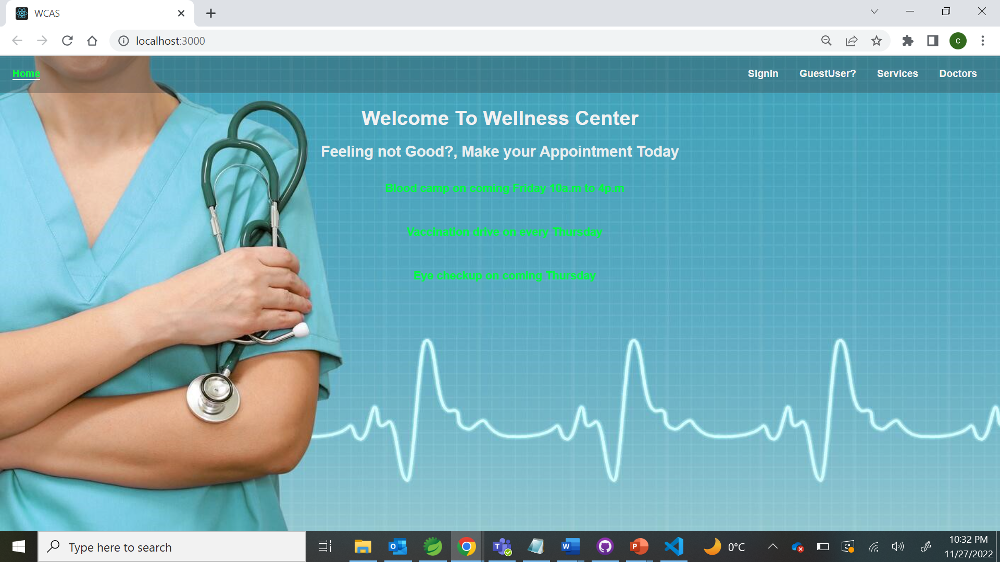 WCAS
localhost:3000
Home
Signin GuestUser? Services Doctors
Welcome To Wellness Center
Feeling not Good?, Make your Appointment Today
Blood camp on coming Friday 10a.m to 4p.m
Vaccination drive on every Thursday
Eye checkup on coming Thursday
Type here to search
0°C
10:32 PM
11/27/2022